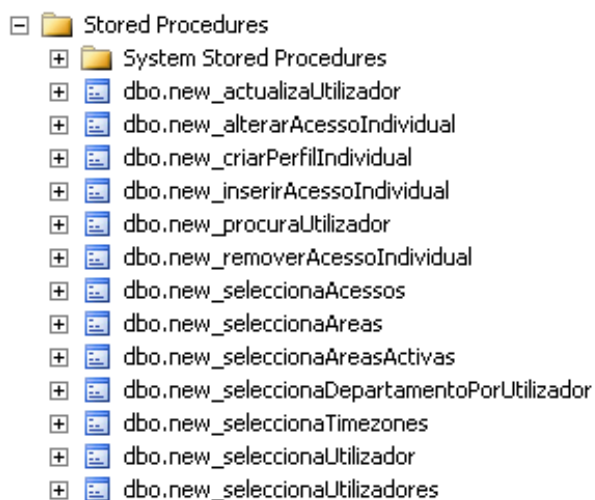 Stored Procedures
System Stored Procedures
dbo.new_actualizaUtilizador
dbo.new_alterarAcessoIndividual
dbo.new_criarPerfilIndividual
dbo.new_inserirAcessoIndividual
dbo.new_procuraUtilizador
dbo.new_removerAcessoIndividual
dbo.new_seleccionaAcessos
dbo.new_seleccionaAreas
dbo.new_seleccionaAreasActivas
dbo.new_seleccionaDepartamentoPorUtilizador
dbo.new_seleccionaTimezones
dbo.new_seleccionaUtilizador
dbo.new_seleccionaUtilizadores